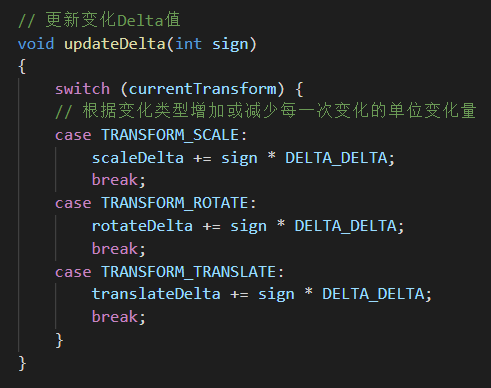 // 更新变化Delta值
void updateDelta(int sign)
{
    switch (currentTransform) {
    // 根据变化类型增加或减少每一次变化的单位变化量
    case TRANSFORM_SCALE:
        scaleDelta += sign * DELTA_DELTA;
        break;
    case TRANSFORM_ROTATE:
        rotateDelta += sign * DELTA_DELTA;
        break;
    case TRANSFORM_TRANSLATE:
        translateDelta += sign * DELTA_DELTA;
        break;
    }
}